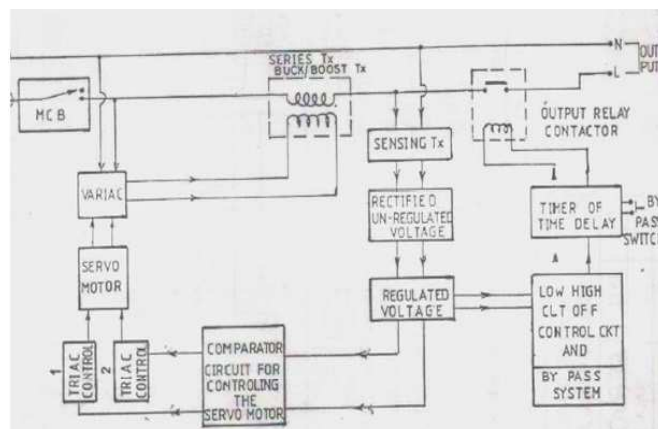 N
OUT
PUT
L
SERIES Tx
BUCK/BOOST Tx
MCB
OUTPUT RELAY
CONTACTOR
SENSING Tx
VARIAC
RECTIFIED
UN-REGULATED
VOLTAGE
TIMER OF
TIME DELAY
BY
PASS
SWITCH
SERVO
MOTOR
REGULATED
VOLTAGE
LOW HIGH
CLT OFF
CONTROL CKT
AND
BY PASS
SYSTEM
1
TRIAC
CONTROL
2
TRIAC
CONTROL
COMPARATOR
CIRCUIT FOR
CONTROLING
THE
SERVO MOTOR